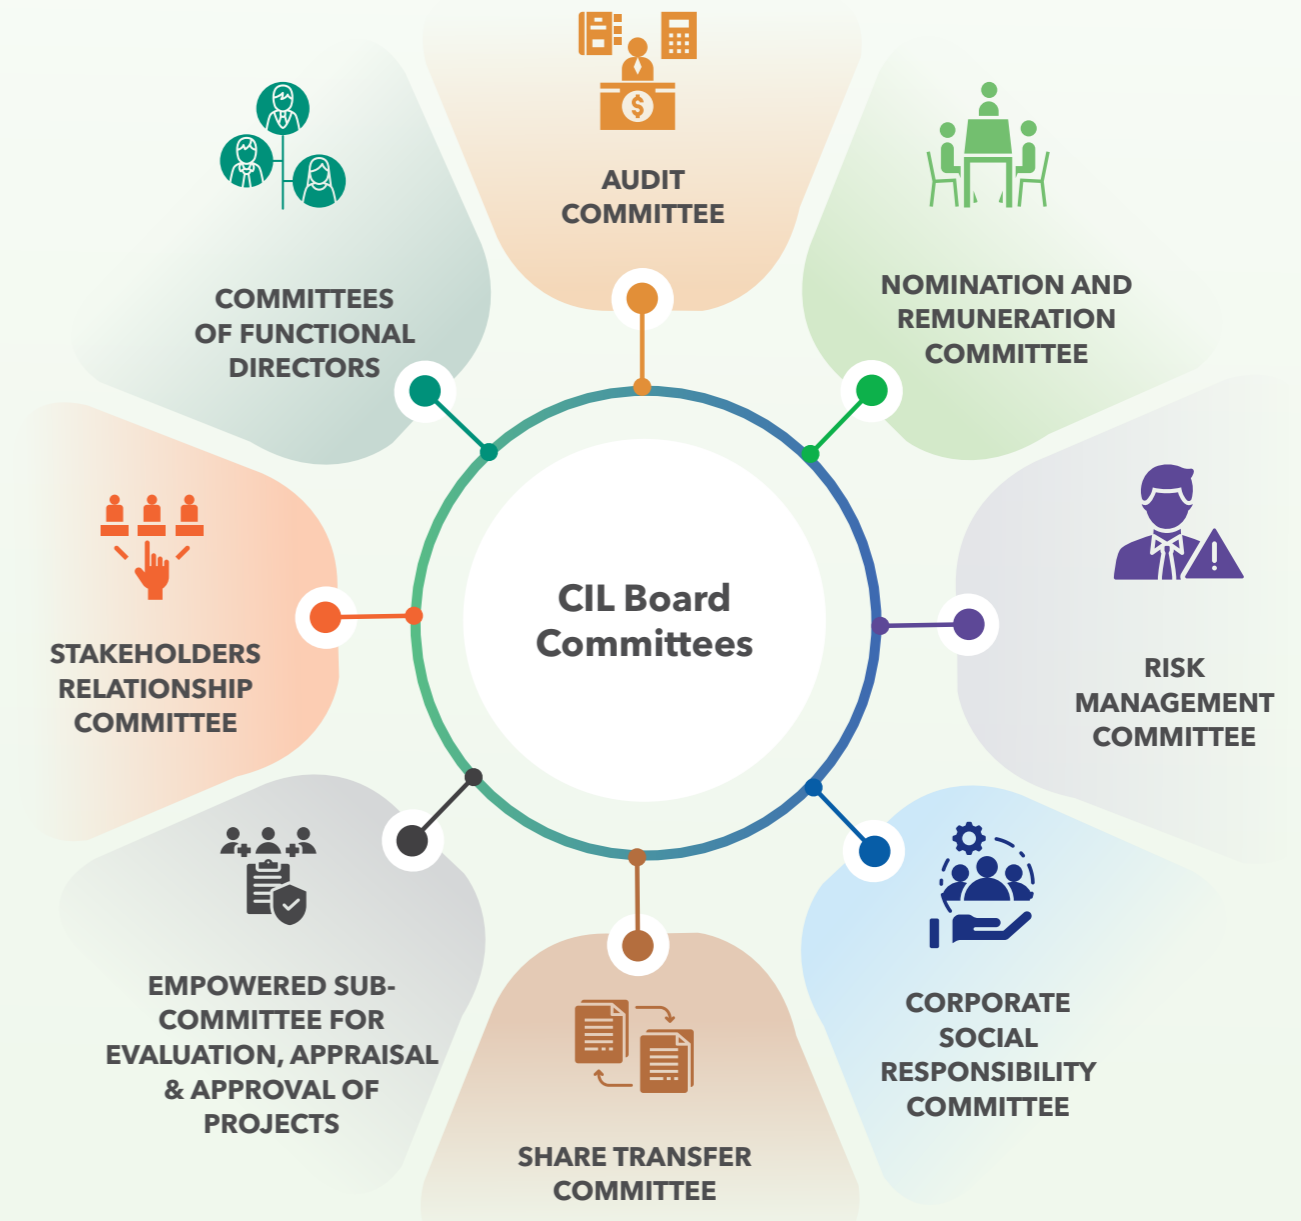 AUDIT
COMMITTEE
NOMINATION AND
REMUNERATION
COMMITTEE
RISK
MANAGEMENT
COMMITTEE
CORPORATE
SOCIAL
RESPONSIBILITY
COMMITTEE
SHARE TRANSFER
COMMITTEE
EMPOWERED SUB-
COMMITTEE FOR
EVALUATION, APPRAISAL
& APPROVAL OF
PROJECTS
STAKEHOLDERS
RELATIONSHIP
COMMITTEE
COMMITTEES
OF FUNCTIONAL
DIRECTORS
CIL Board
Committees